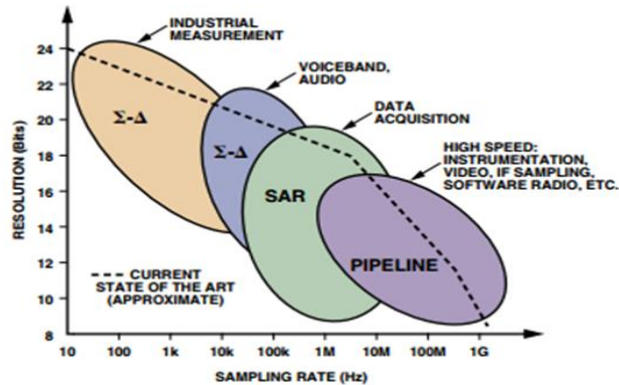 INDUSTRIAL
MEASUREMENT
VOICEBAND,
AUDIO
DATA
ACQUISITION
HIGH SPEED:
INSTRUMENTATION,
VIDEO, IF SAMPLING,
SOFTWARE RADIO, ETC.
24
22
20
18
16
14
12
10
8
RESOLUTION (Bits)
Σ-Δ
Σ-Δ
SAR
PIPELINE
CURRENT
STATE OF THE ART
(APPROXIMATE)
10 100 1k 10k 100k 1M 10M 100M 1G
SAMPLING RATE (Hz)